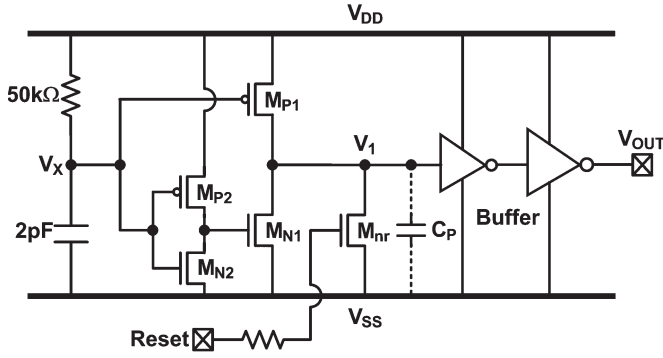 V_DD
50kΩ
M_P1
V_X
V_1
V_OUT
M_P2
2pF
M_N1
M_nr
C_P
Buffer
M_N2
V_SS
Reset